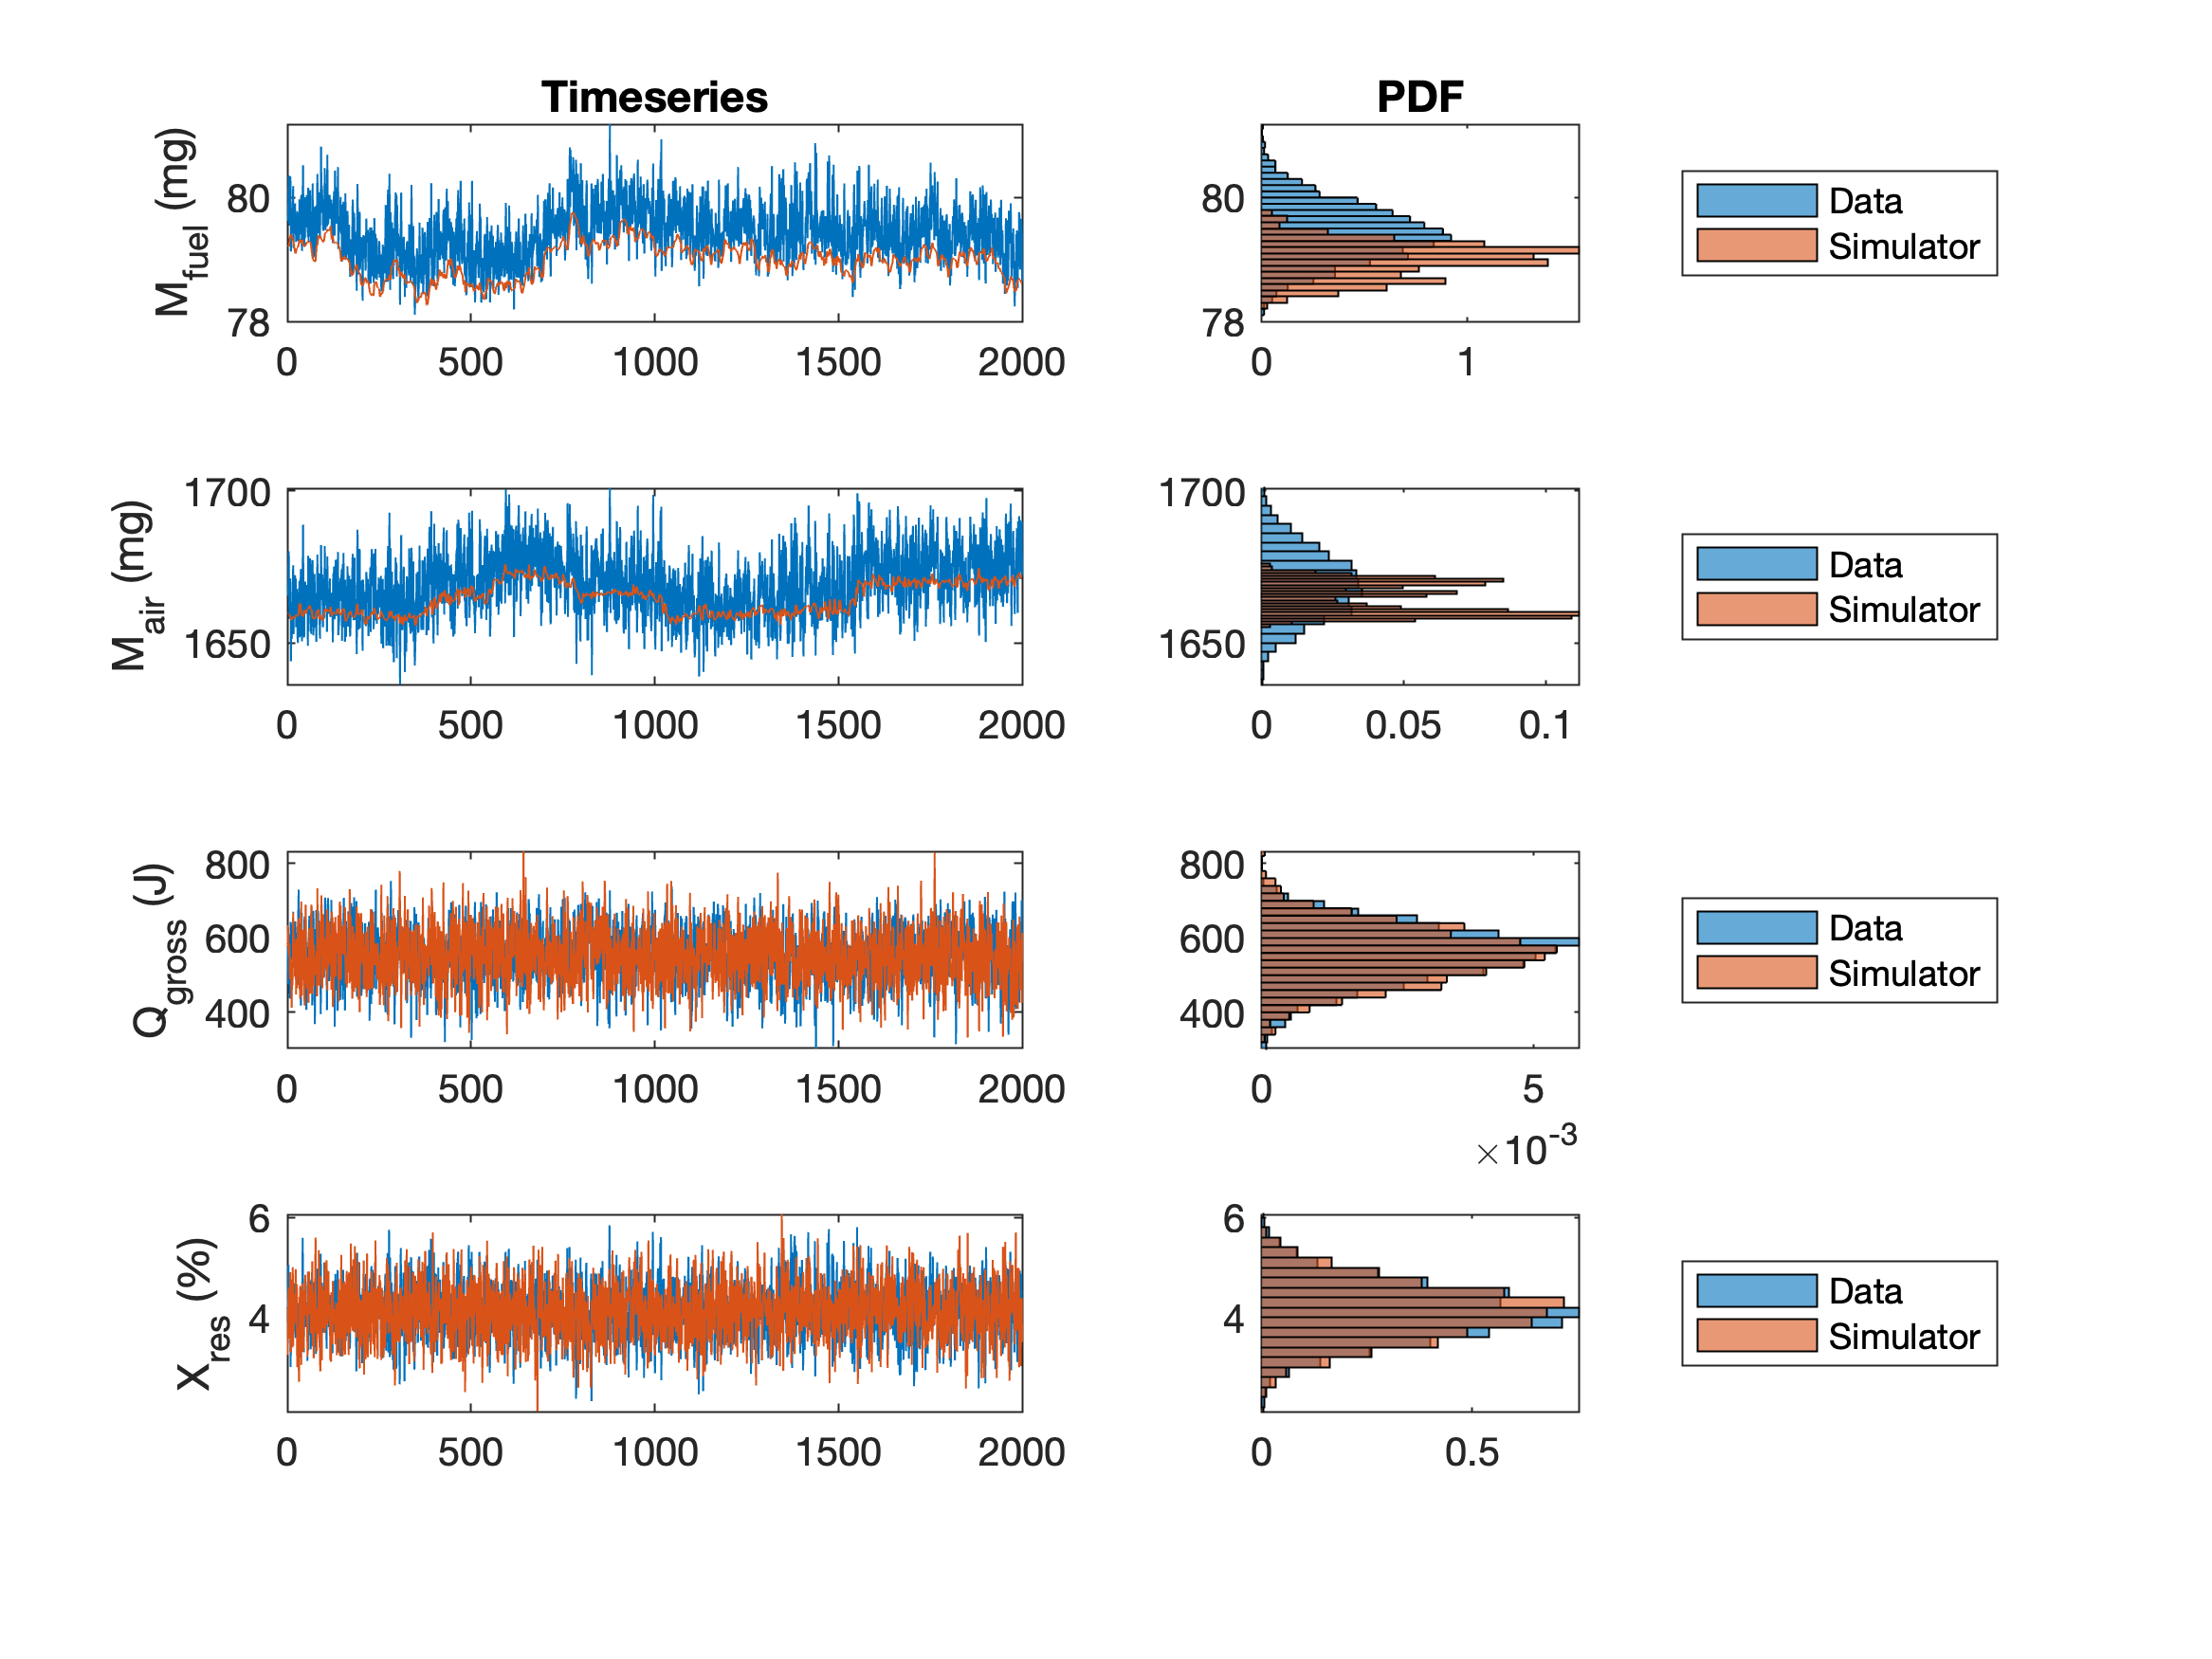 Timeseries PDF
M_fuel (mg)
80
78
0 500 1000 1500 2000
80
78
0 1
Data
Simulator
M_air (mg)
1700
1650
0 500 1000 1500 2000
1700
1650
0 0.05 0.1
Data
Simulator
Q_gross (J)
800
600
400
0 500 1000 1500 2000
800
600
400
0 5
×10^-3
Data
Simulator
X_res (%)
6
4
0 500 1000 1500 2000
6
4
0 0.5
Data
Simulator